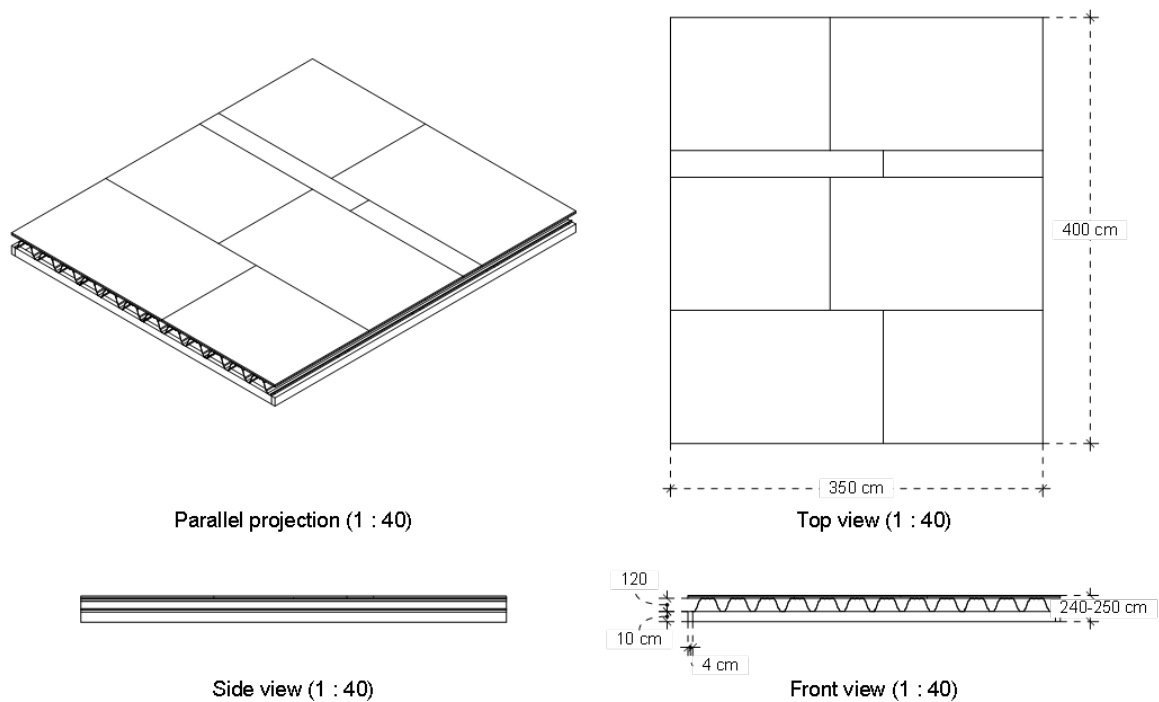 400 cm
350 cm
Parallel projection (1 : 40)
Top view (1 : 40)
120
240-250 cm
10 cm
4 cm
Side view (1 : 40)
Front view (1 : 40)